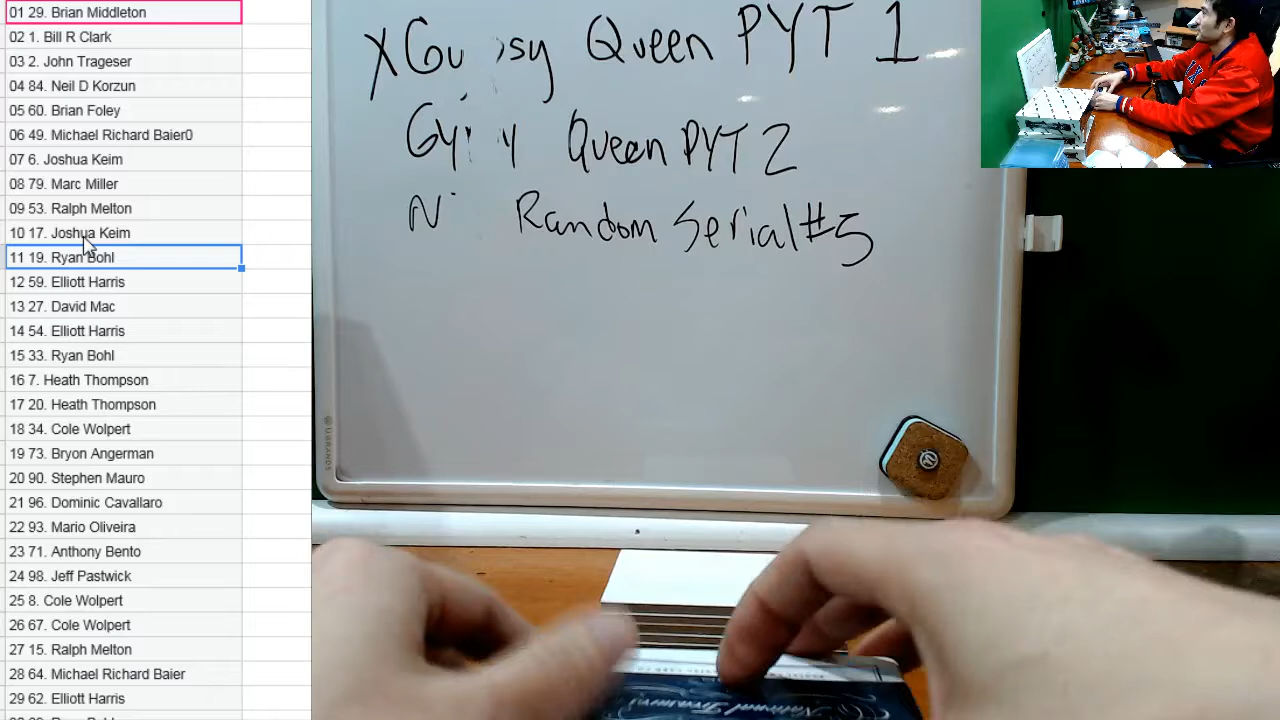 01 29. Brian Middleton
02 1. Bill R Clark
03 2. John Trageser
04 84. Neil D Korzun
05 60. Brian Foley
06 49. Michael Richard Baier0
07 6. Joshua Keim
08 79. Marc Miller
09 53. Ralph Melton
10 17. Joshua Keim
11 19. Ryan Bohl
12 59. Elliott Harris
13 27. David Mac
14 54. Elliott Harris
15 33. Ryan Bohl
16 7. Heath Thompson
17 20. Heath Thompson
18 34. Cole Wolpert
19 73. Bryon Angerman
20 90. Stephen Mauro
21 96. Dominic Cavallaro
22 93. Mario Oliveira
23 71. Anthony Bento
24 98. Jeff Pastwick
25 8. Cole Wolpert
26 67. Cole Wolpert
27 15. Ralph Melton
28 64. Michael Richard Baier
29 62. Elliott Harris
Queen PYT 1
Queen PYT 2
Random Serial #5
U BRANDS
National Treasures